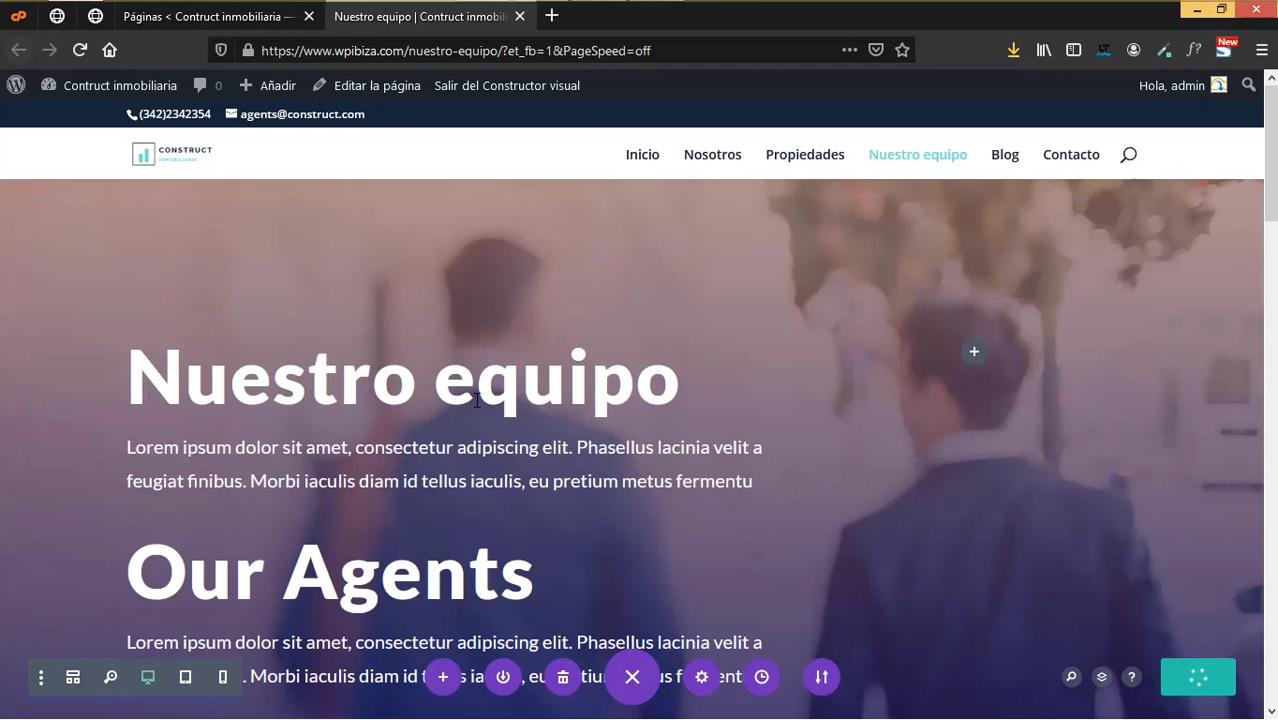 Páginas < Contruct inmobiliaria —
Nuestro equipo | Contruct inmobili
https://www.wpibiza.com/nuestro-equipo/?et_fb=1&PageSpeed=off
New
Contruct inmobiliaria
0
Añadir
Editar la página
Salir del Constructor visual
Hola, admin
(342)2342354
agents@construct.com
CONSTRUCT
INMOBILIARIA
Inicio
Nosotros
Propiedades
Nuestro equipo
Blog
Contacto
Nuestro equipo
Lorem ipsum dolor sit amet, consectetur adipiscing elit. Phasellus lacinia velit a
feugiat finibus. Morbi iaculis diam id tellus iaculis, eu pretium metus fermentu
Our Agents
Lorem ipsum dolor sit amet, consectetur adipiscing elit. Phasellus lacinia velit a